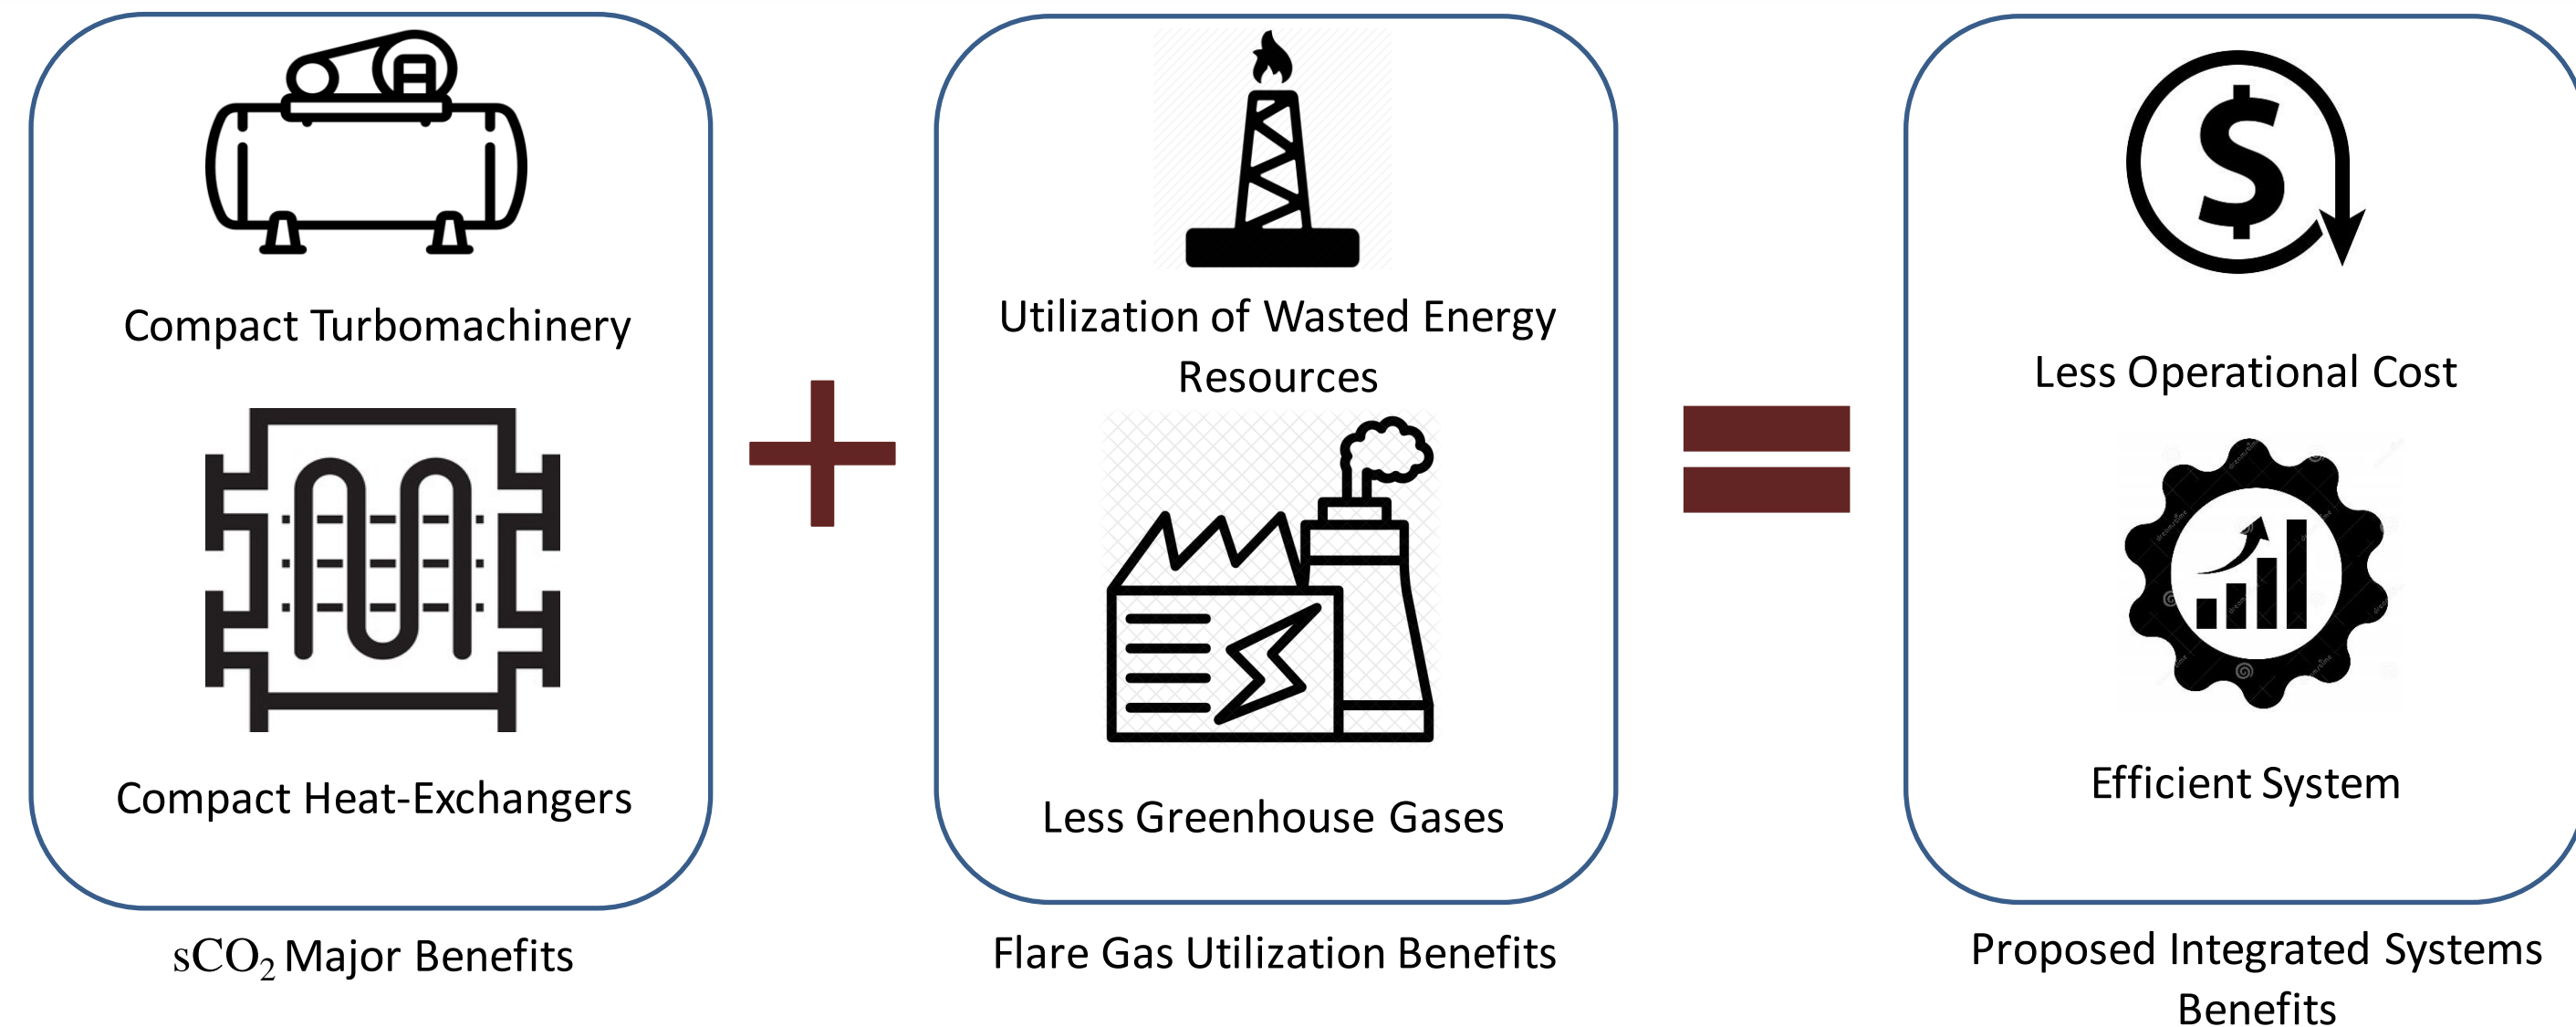 Compact Turbomachinery
Compact Heat-Exchangers
sCO₂ Major Benefits
Utilization of Wasted Energy
Resources
Less Greenhouse Gases
Flare Gas Utilization Benefits
$
Less Operational Cost
Efficient System
Proposed Integrated Systems
Benefits